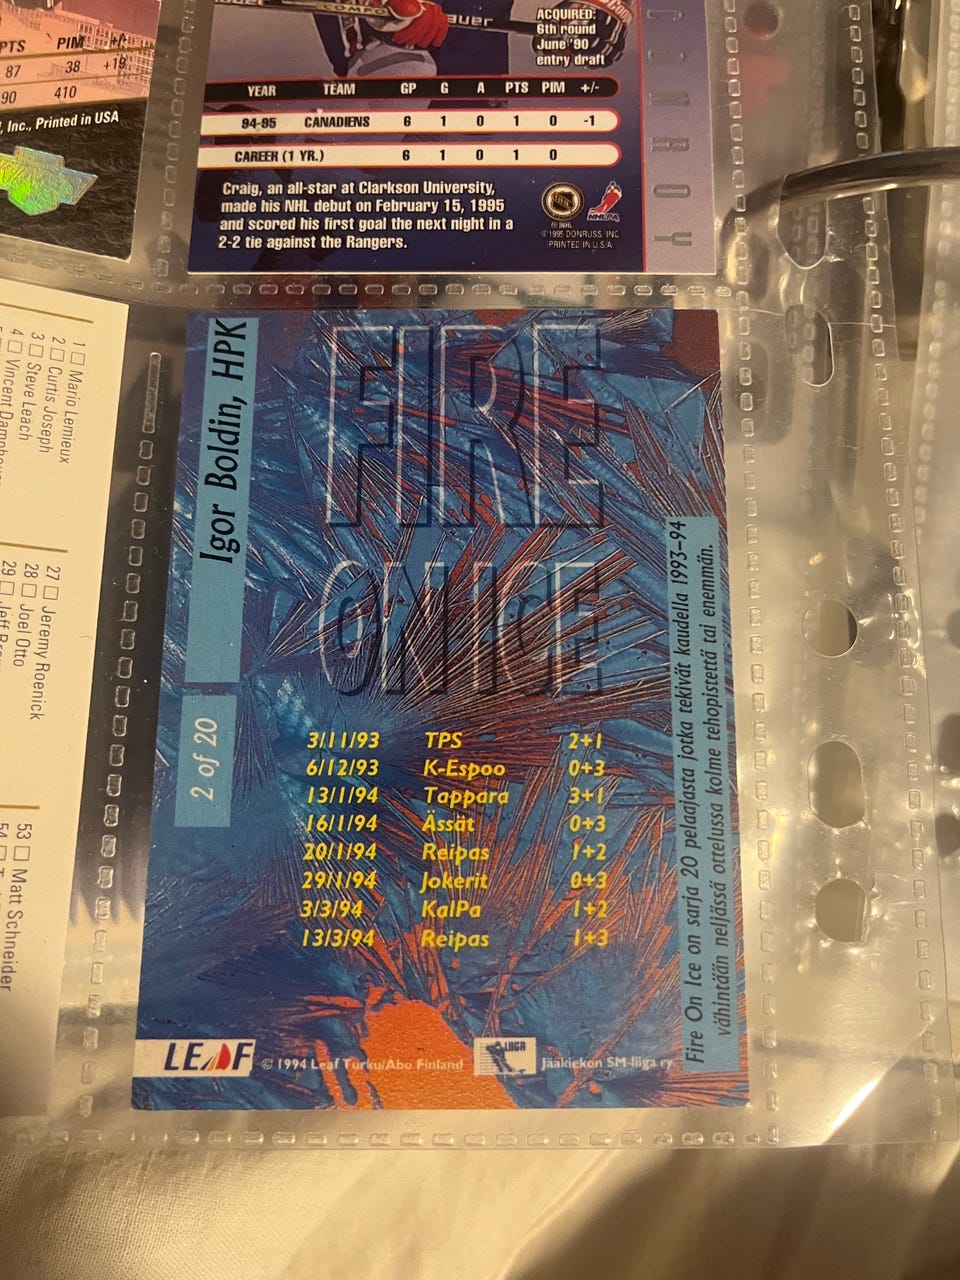 PTS PIM +/-
87 38 +19
90 410
, Inc., Printed in USA
ACQUIRED:
6th round
June '90
entry draft
YEAR TEAM GP G A PTS PIM +/-
94-95 CANADIENS 6 1 0 1 0 -1
CAREER (1 YR.) 6 1 0 1 0
Craig, an all-star at Clarkson University,
made his NHL debut on February 15, 1995
and scored his first goal the next night in a
2-2 tie against the Rangers.
NHLPA
© NHL
© 1995 DONRUSS, INC.
PRINTED IN U.S.A.
CONROY
1 Mario Lemieux
2 Curtis Joseph
3 Steve Leach
4 Vincent
27 Jeremy Roenick
28 Joel Otto
29 Jeff
53 Matt Schneider
54
Igor Boldin, HPK
2 of 20
FIRE
ON ICE
3/11/93 TPS 2+1
6/12/93 K-Espoo 0+3
13/1/94 Tappara 3+1
16/1/94 Ässät 0+3
20/1/94 Reipas 1+2
29/1/94 Jokerit 0+3
3/3/94 KalPa 1+2
13/3/94 Reipas 1+3
Fire On Ice on sarja 20 pelaajasta jotka tekivät kaudella 1993-94
vähintään neljässä ottelussa kolme tehopistettä tai enemmän.
LEAF © 1994 Leaf Turku/Åbo Finland LIIGA Jääkiekon SM-liiga ry.